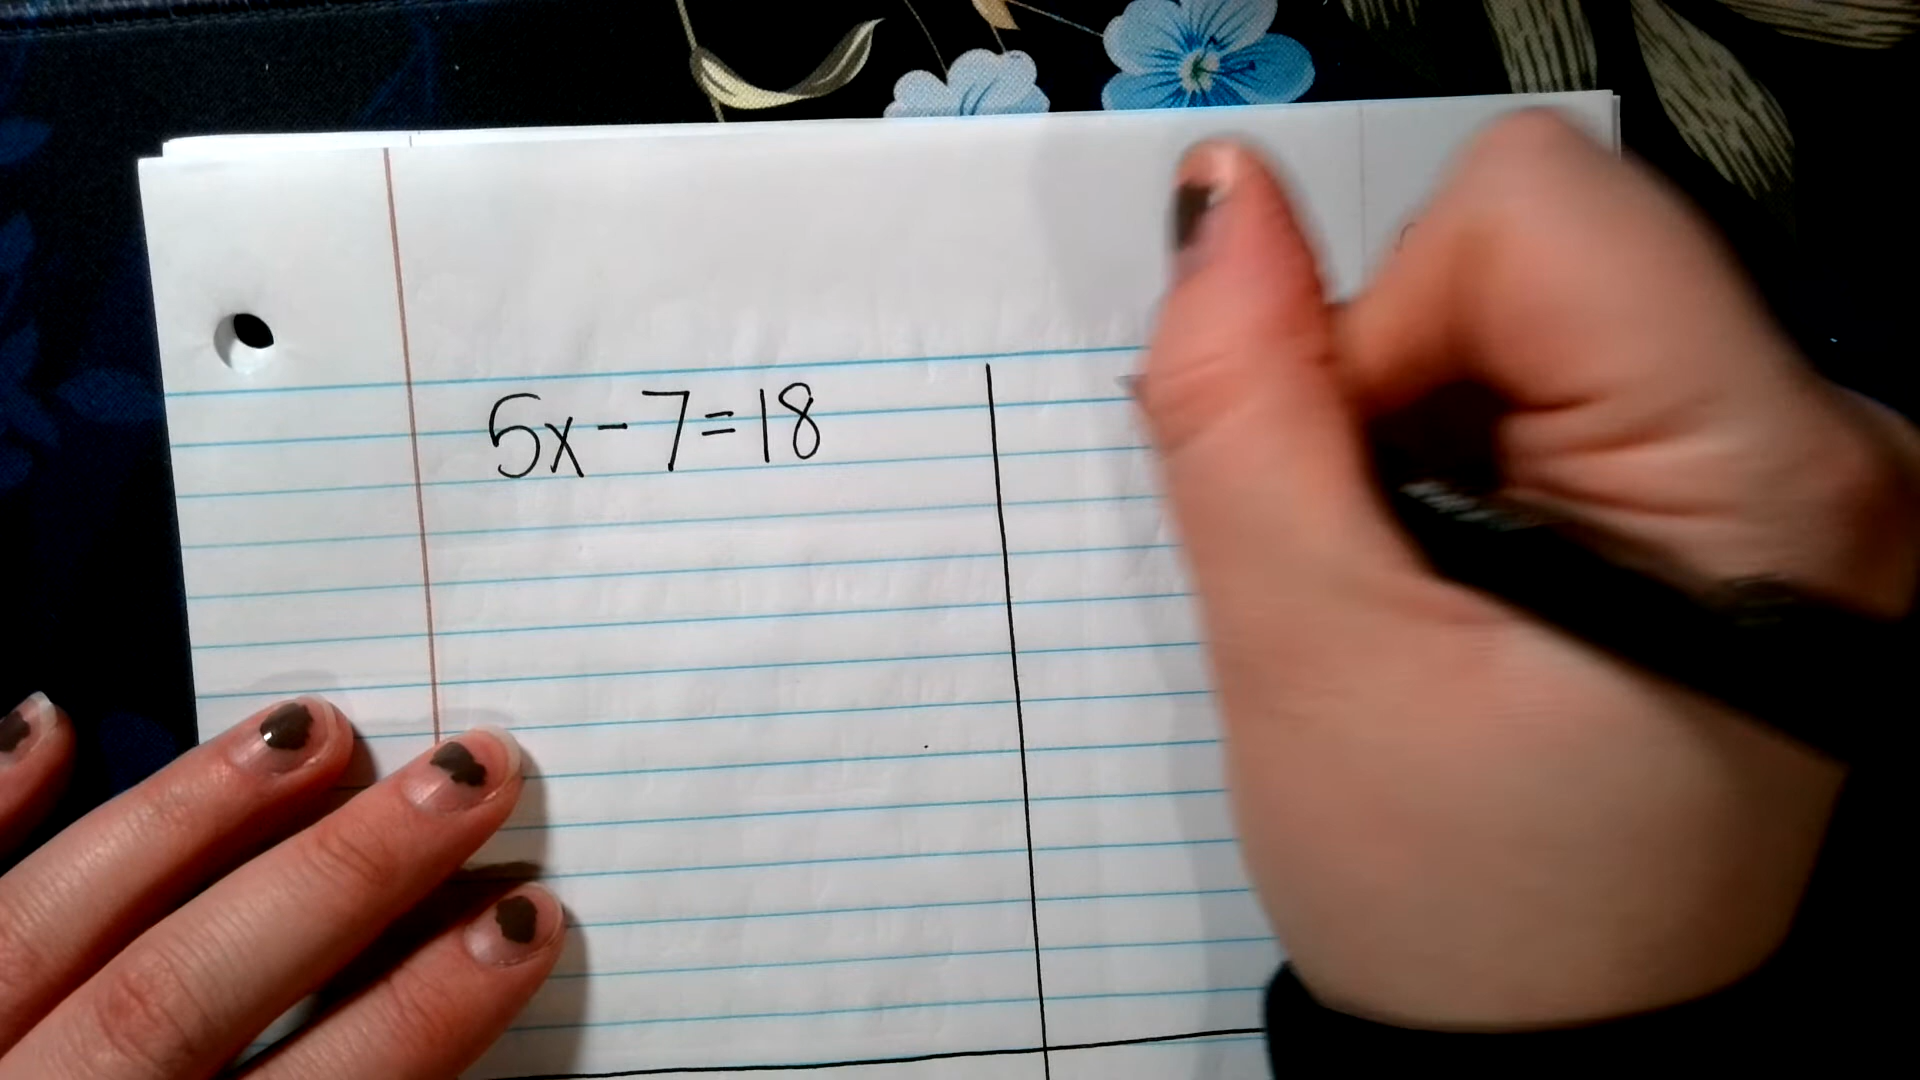 5x - 7 = 18